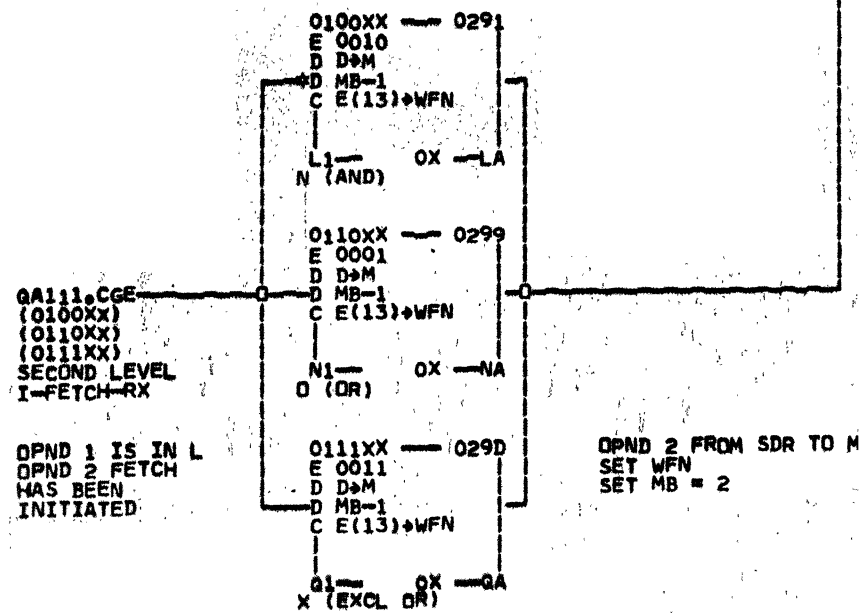 0100XX — 0291
E 0010
D D→M
*D MB-1
C E(13)→WFN
L1— 0X —LA
N (AND)
0110XX — 0299
E 0001
D D→M
D MB-1
C E(13)→WFN
N1— 0X —NA
O (OR)
QA111.CGE
(0100XX)
(0110XX)
(0111XX)
SECOND LEVEL
I-FETCH-RX
OPND 1 IS IN L
OPND 2 FETCH
HAS BEEN
INITIATED
0111XX — 029D
E 0011
D D→M
D MB-1
C E(13)→WFN
Q1— 0X —QA
X (EXCL OR)
OPND 2 FROM SDR TO M
SET WFN
SET MB = 2